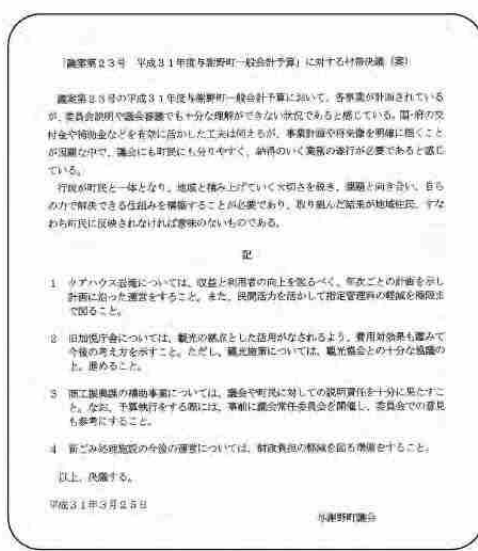 「議案第23号　平成31年度与謝野町一般会計予算」に対する付帯決議（案）
議案第23号の平成31年度与謝野町一般会計予算において、各事業が計画されている
が、委員会説明や議会審議でも十分な理解ができない状況であると感じている。国・府の交
付金や補助金などを有効に活かした工夫は伺えるが、事業計画や将来像を明確に描くこと
が困難な中で、議会にも町民にも分りやすく、納得のいく業務の遂行が必要であると感じ
ている。
行政が町民と一体となり、地域と積み上げていく大切さを説き、課題と向き合い、自ら
の力で解決できる仕組みを構築することが必要であり、取り組んだ結果が地域住民、すな
わち町民に反映されなければ意味のないものである。
記
1　クアハウス岩滝については、収益と利用者の向上を図るべく、年次ごとの計画を示し
計画に沿った運営をすること。また、民間活力を活かして指定管理料の軽減を極限ま
で図ること。
2　旧加悦庁舎については、観光の拠点とした活用がなされるよう、費用対効果も鑑みて
今後の考え方を示すこと。ただし、観光施策については、観光協会との十分な協議の
上、進めること。
3　商工振興課の補助事業については、議会や町民に対しての説明責任を十分に果たすこ
と。なお、予算執行をする際には、事前に議会常任委員会を開催し、委員会での意見
も参考にすること。
4　新ごみ処理施設の今後の運営については、財政負担の軽減を図る準備をすること。
以上、決議する。
平成31年3月25日
与謝野町議会